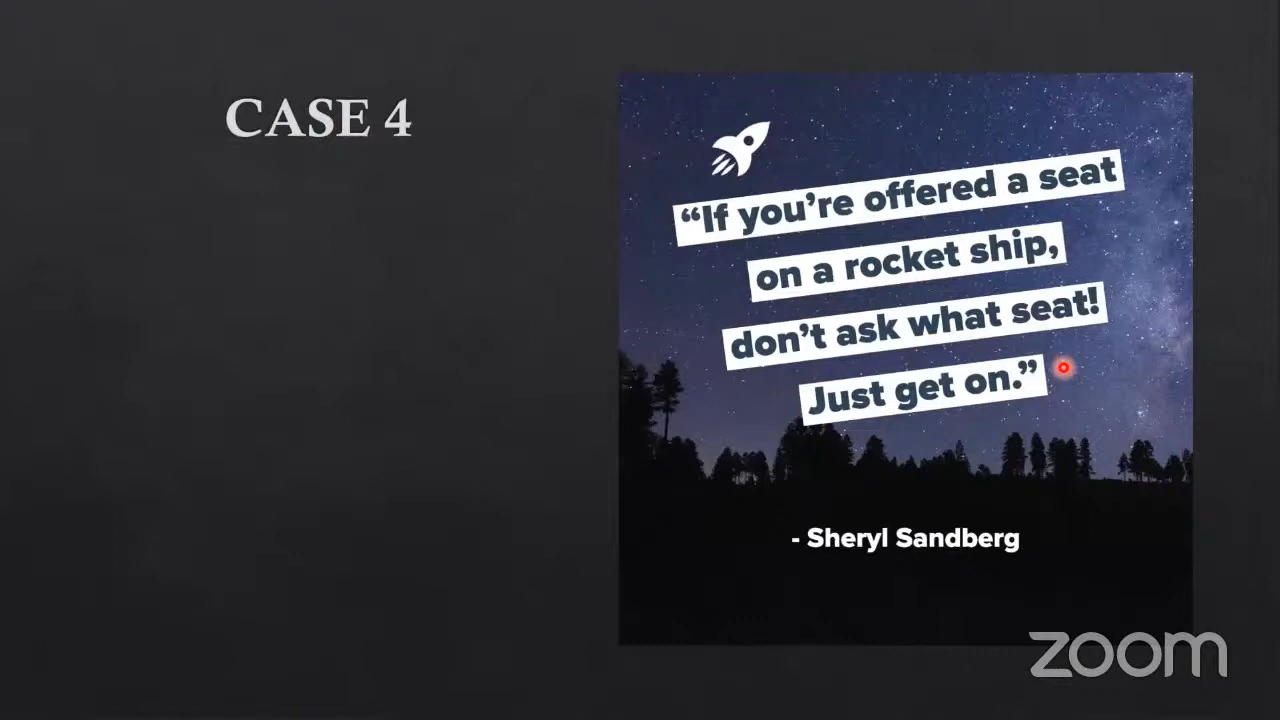 CASE 4
“If you’re offered a seat
on a rocket ship,
don’t ask what seat!
Just get on.”
- Sheryl Sandberg
zoom